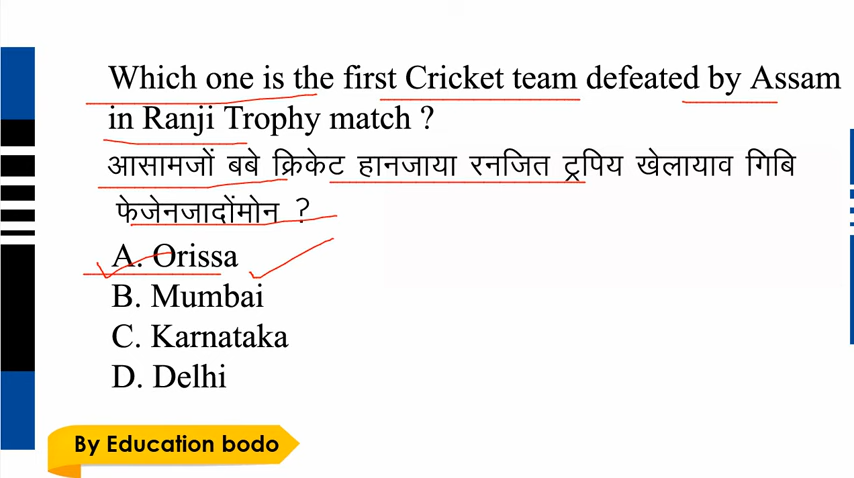 Which one is the first Cricket team defeated by Assam
in Ranji Trophy match ?
आसामजों बबे क्रिकेट हानजाया रनजित ट्रपिय खेलायाव गिबि
फेजेनजादोंमोन ?
A. Orissa
B. Mumbai
C. Karnataka
D. Delhi
By Education bodo